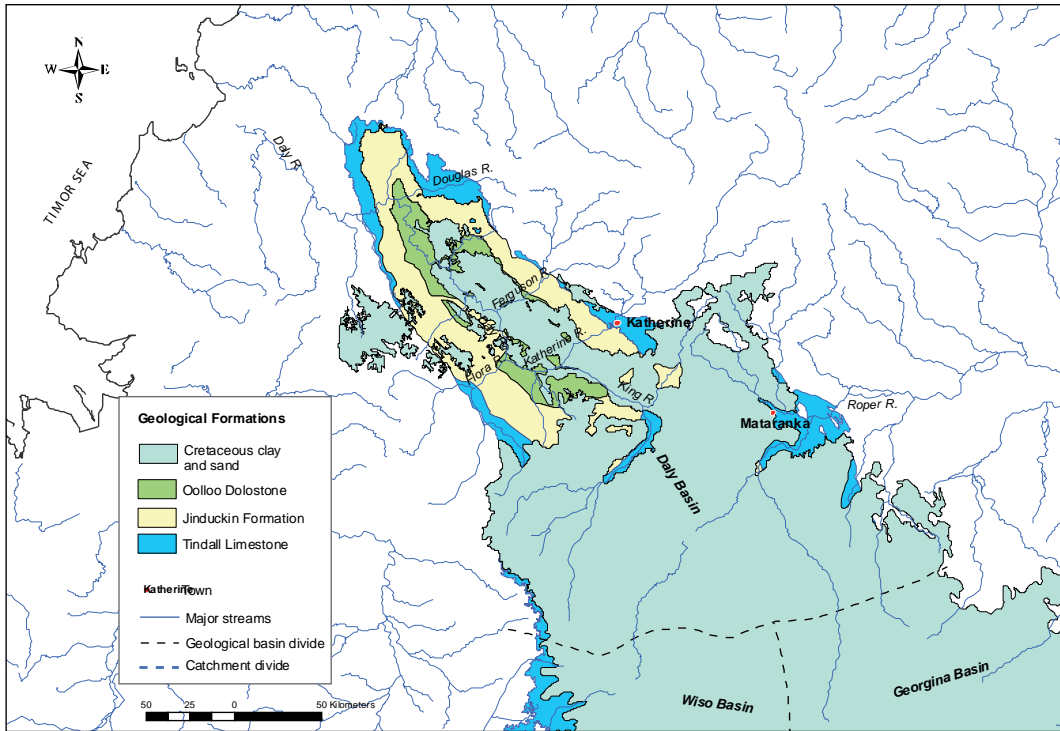 N
W E
S
TIMOR SEA
Daly R.
Douglas R.
Ferguson R.
Katherine
Katherine R.
Flora R.
King R.
Roper R.
Mataranka
Daly Basin
Georgina Basin
Wiso Basin
Geological Formations
Cretaceous clay
and sand
Oolloo Dolostone
Jinduckin Formation
Tindall Limestone
Katherine Town
Major streams
Geological basin divide
Catchment divide
50 0 50 Kilometers